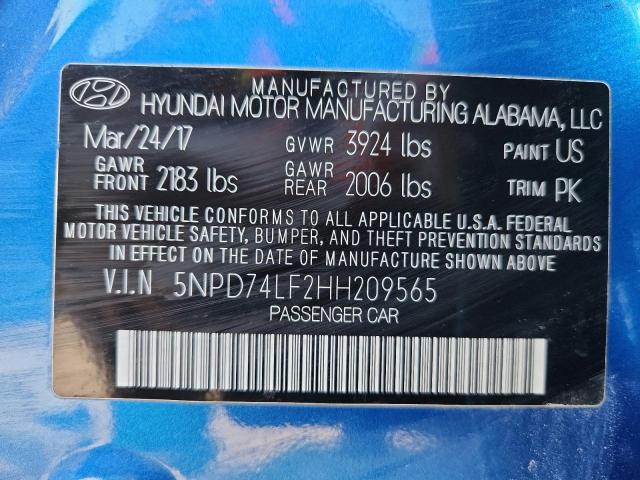 MANUFACTURED BY
HYUNDAI MOTOR MANUFACTURING ALABAMA, LLC
Mar/24/17 GVWR 3924 lbs PAINT US
GAWR FRONT 2183 lbs GAWR REAR 2006 lbs TRIM PK
THIS VEHICLE CONFORMS TO ALL APPLICABLE U.S.A. FEDERAL
MOTOR VEHICLE SAFETY, BUMPER, AND THEFT PREVENTION STANDARDS
IN EFFECT ON THE DATE OF MANUFACTURE SHOWN ABOVE
V.I.N 5NPD74LF2HH209565
PASSENGER CAR